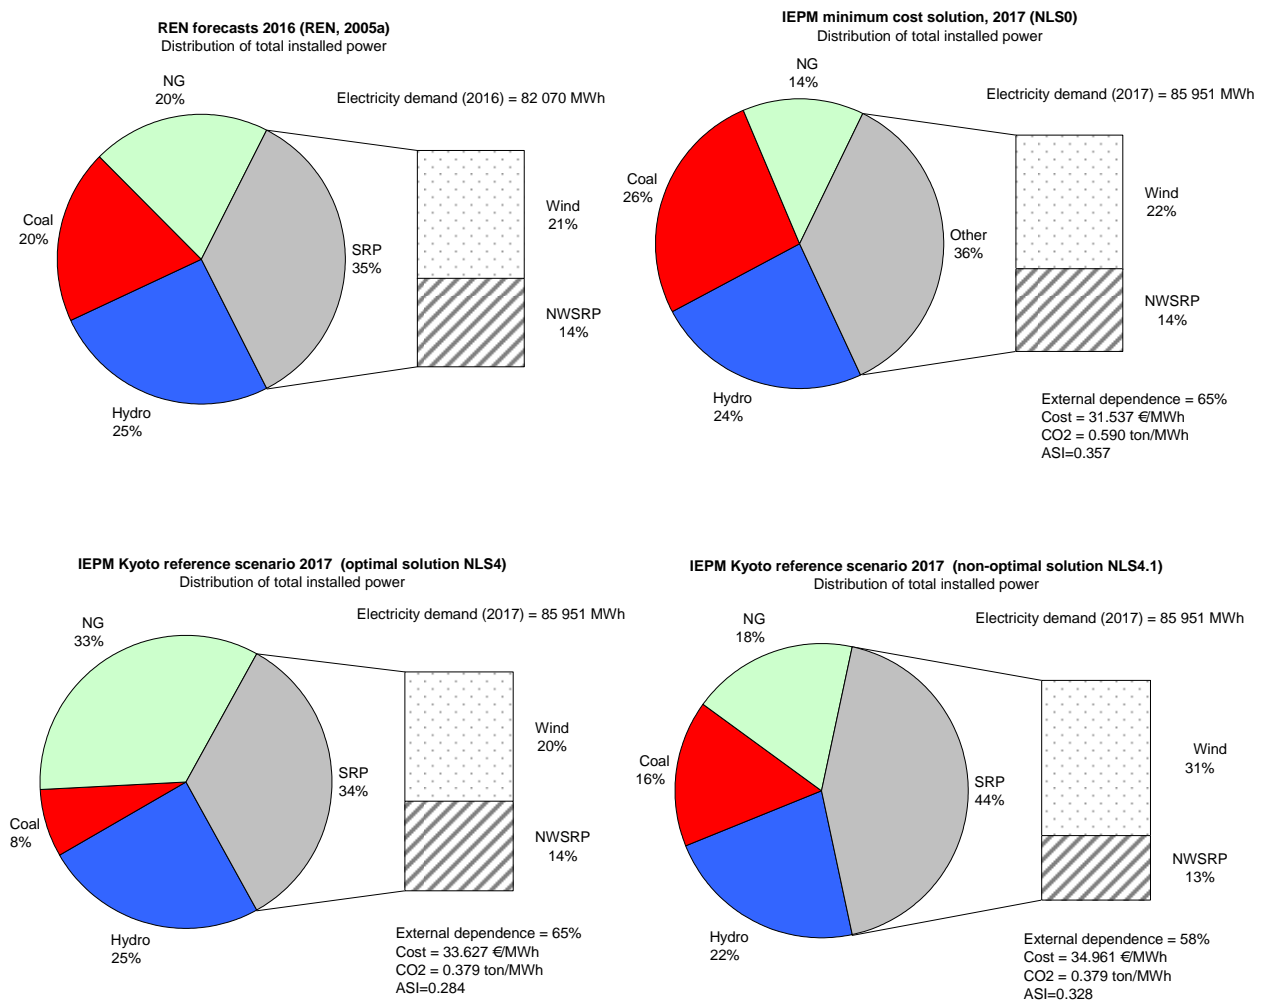 REN forecasts 2016 (REN, 2005a)
Distribution of total installed power
NG
20%
Electricity demand (2016) = 82 070 MWh
Coal
20%
Wind
21%
SRP
35%
NWSRP
14%
Hydro
25%
IEPM minimum cost solution, 2017 (NLS0)
Distribution of total installed power
NG
14%
Electricity demand (2017) = 85 951 MWh
Coal
26%
Wind
22%
Other
36%
NWSRP
14%
Hydro
24%
External dependence = 65%
Cost = 31.537 €/MWh
CO2 = 0.590 ton/MWh
ASI=0.357
IEPM Kyoto reference scenario 2017 (optimal solution NLS4)
Distribution of total installed power
Electricity demand (2017) = 85 951 MWh
NG
33%
Wind
20%
SRP
34%
Coal
8%
NWSRP
14%
Hydro
25%
External dependence = 65%
Cost = 33.627 €/MWh
CO2 = 0.379 ton/MWh
ASI=0.284
IEPM Kyoto reference scenario 2017 (non-optimal solution NLS4.1)
Distribution of total installed power
Electricity demand (2017) = 85 951 MWh
NG
18%
Wind
31%
Coal
16%
SRP
44%
NWSRP
13%
Hydro
22%
External dependence = 58%
Cost = 34.961 €/MWh
CO2 = 0.379 ton/MWh
ASI=0.328